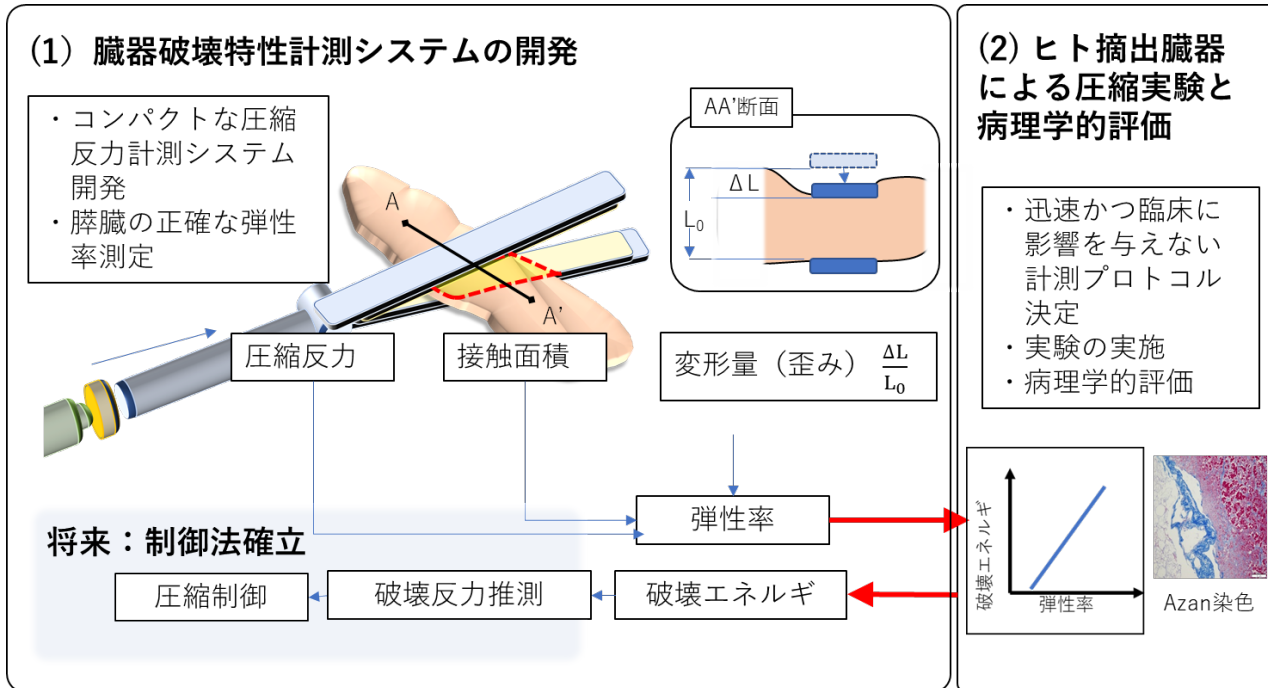 (1) 臓器破壊特性計測システムの開発
・コンパクトな圧縮
反力計測システム
開発
・膵臓の正確な弾性
率測定
A
A'
AA'断面
ΔL
L₀
圧縮反力
接触面積
変形量（歪み） ΔL/L₀
弾性率
将来：制御法確立
圧縮制御
破壊反力推測
破壊エネルギ
(2) ヒト摘出臓器
による圧縮実験と
病理学的評価
・迅速かつ臨床に
影響を与えない
計測プロトコル
決定
・実験の実施
・病理学的評価
破壊エネルギ
弾性率
Azan染色